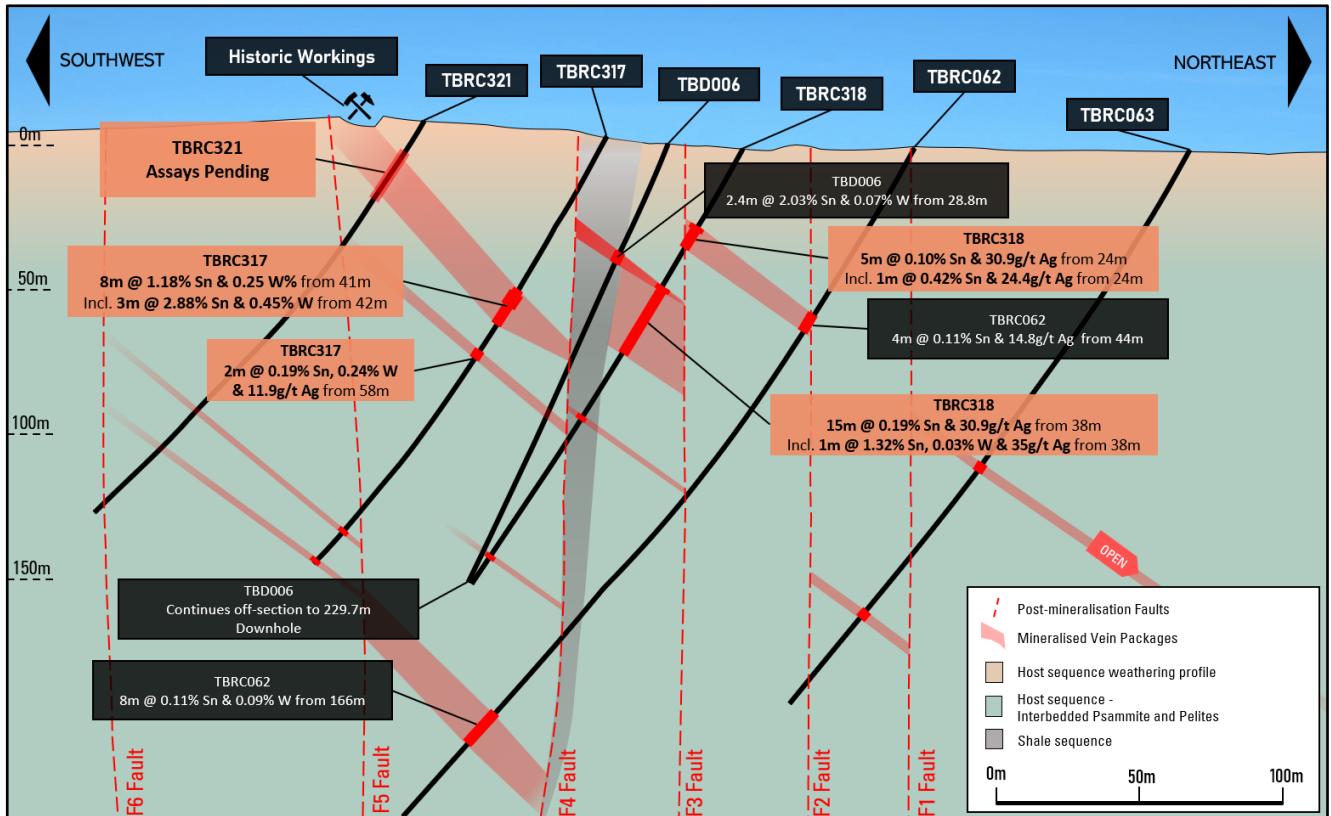 SOUTHWEST
Historic Workings
TBRC321
TBRC317
TBD006
TBRC318
TBRC062
TBRC063
NORTHEAST
0m
50m
100m
150m
TBRC321
Assays Pending
TBD006
2.4m @ 2.03% Sn & 0.07% W from 28.8m
TBRC317
8m @ 1.18% Sn & 0.25 W% from 41m
Incl. 3m @ 2.88% Sn & 0.45% W from 42m
TBRC318
5m @ 0.10% Sn & 30.9g/t Ag from 24m
Incl. 1m @ 0.42% Sn & 24.4g/t Ag from 24m
TBRC062
4m @ 0.11% Sn & 14.8g/t Ag from 44m
TBRC317
2m @ 0.19% Sn, 0.24% W
& 11.9g/t Ag from 58m
TBRC318
15m @ 0.19% Sn & 30.9g/t Ag from 38m
Incl. 1m @ 1.32% Sn, 0.03% W & 35g/t Ag from 38m
OPEN
TBD006
Continues off-section to 229.7m
Downhole
TBRC062
8m @ 0.11% Sn & 0.09% W from 166m
F6 Fault
F5 Fault
F4 Fault
F3 Fault
F2 Fault
F1 Fault
Post-mineralisation Faults
Mineralised Vein Packages
Host sequence weathering profile
Host sequence -
Interbedded Psammite and Pelites
Shale sequence
0m
50m
100m